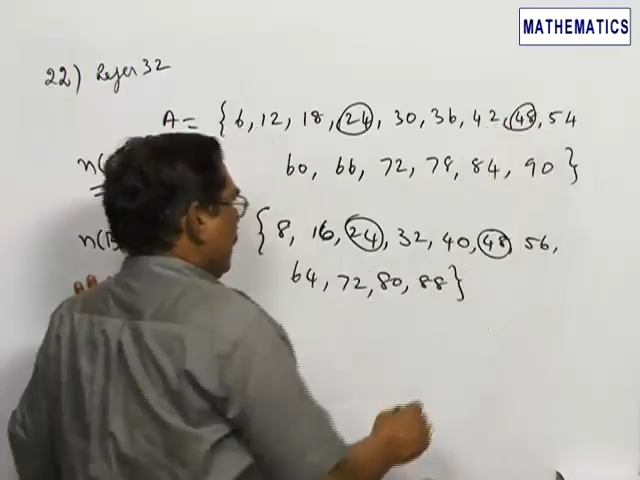 MATHEMATICS
22) Refer 32
A = { 6, 12, 18, 24, 30, 36, 42, 48, 54
60, 66, 72, 78, 84, 90 }
n(
n(B
{ 8, 16, 24, 32, 40, 48, 56,
64, 72, 80, 88 }